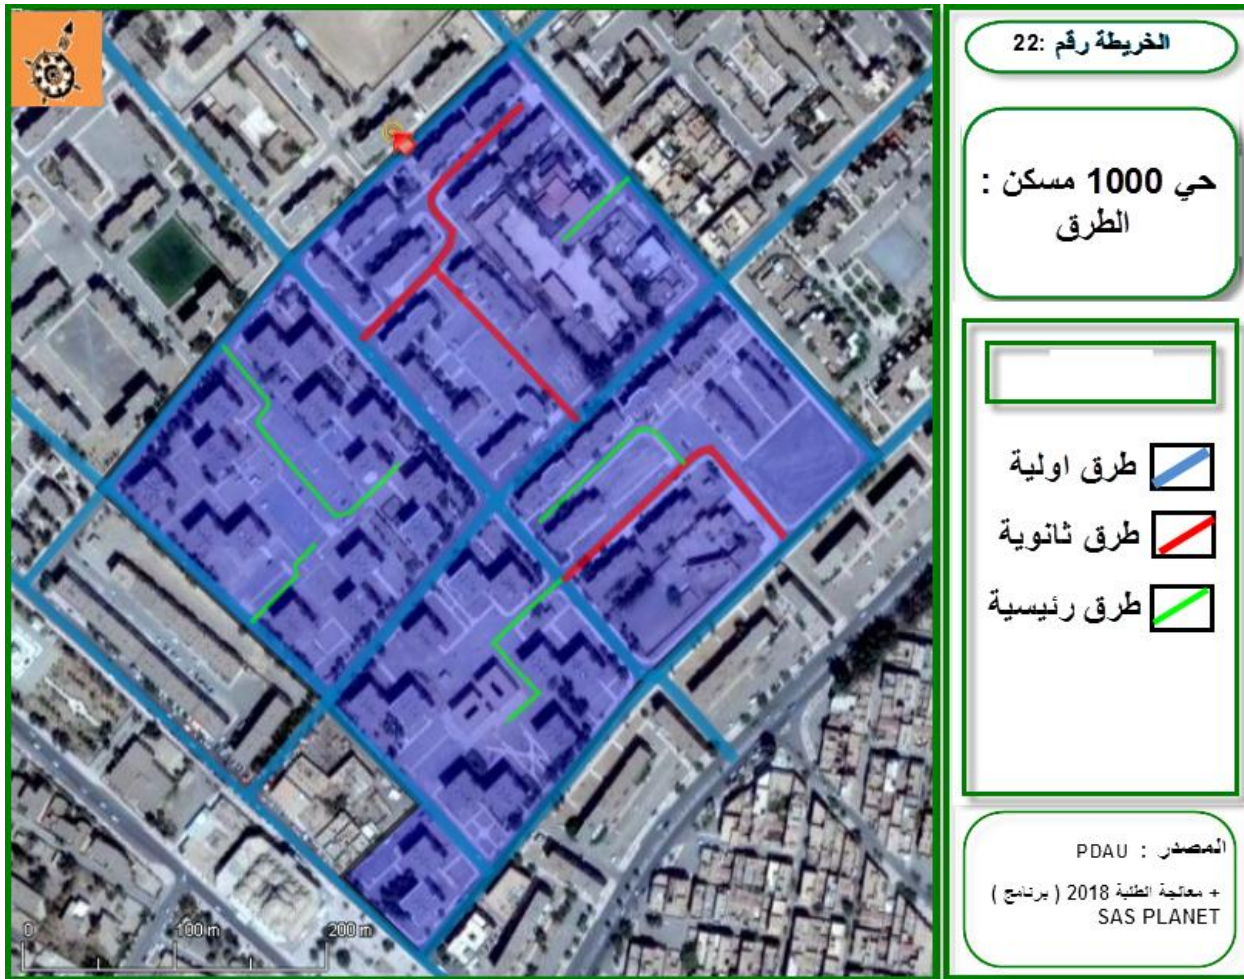 الخريطة رقم :22
حي 1000 مسكن :
الطرق
طرق اولية
طرق ثانوية
طرق رئيسية
المصدر : PDAU
+ معالجة الطلبة 2018 ( برنامج )
SAS PLANET
0 100 m 200 m